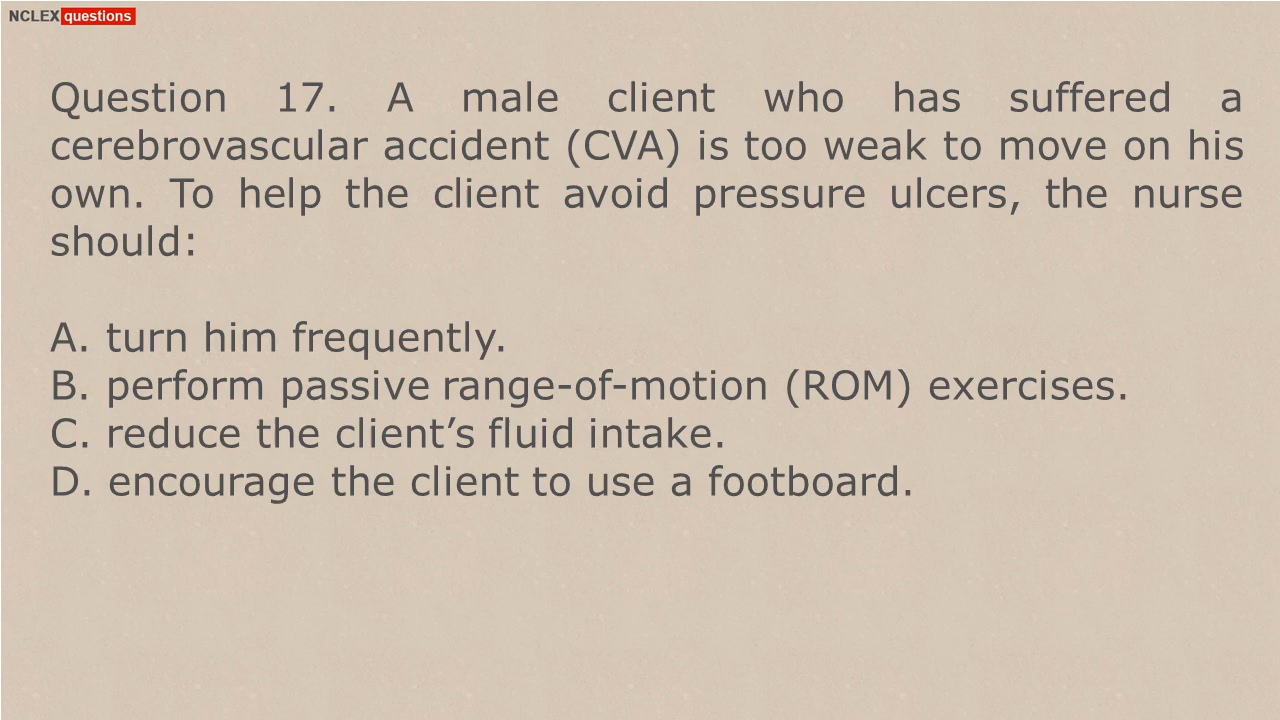 NCLEX questions
Question 17. A male client who has suffered a
cerebrovascular accident (CVA) is too weak to move on his
own. To help the client avoid pressure ulcers, the nurse
should:
A. turn him frequently.
B. perform passive range-of-motion (ROM) exercises.
C. reduce the client’s fluid intake.
D. encourage the client to use a footboard.